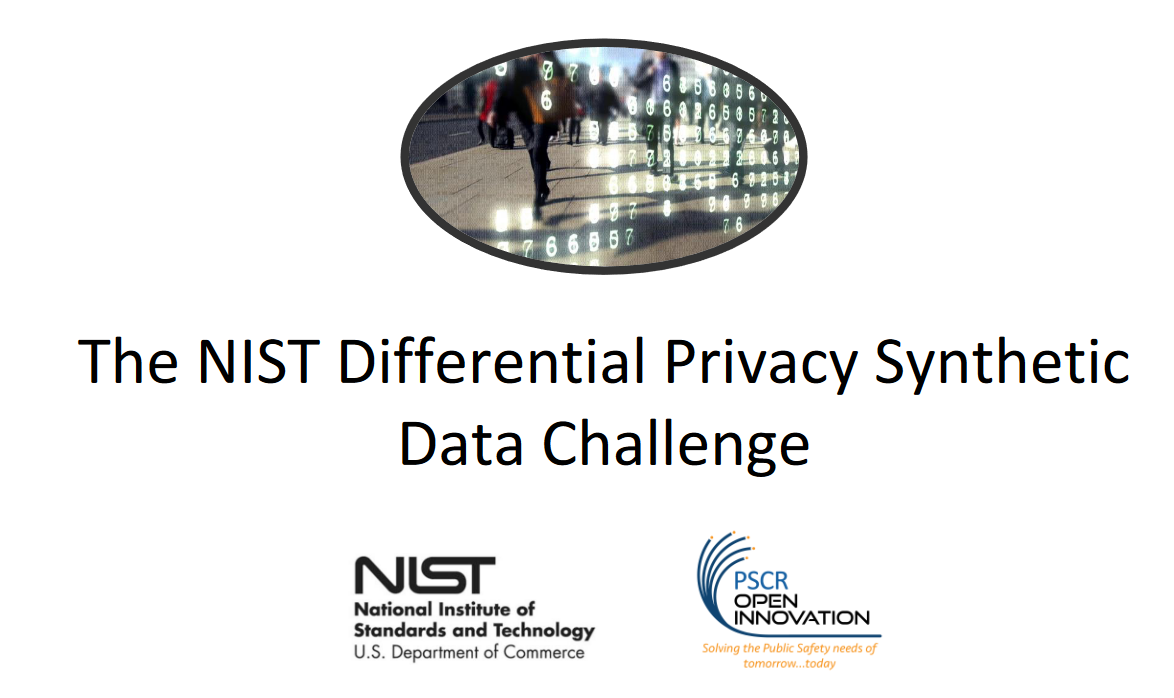 The NIST Differential Privacy Synthetic
Data Challenge
NIST
National Institute of
Standards and Technology
U.S. Department of Commerce
PSCR
OPEN
INNOVATION
Solving the Public Safety needs of
tomorrow...today